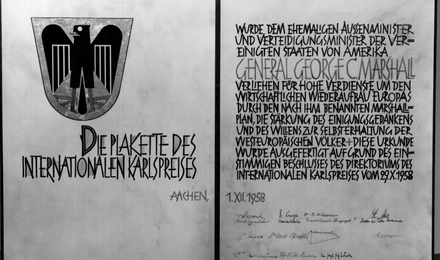 DIE PLAKETTE DES
INTERNATIONALEN KARLSPREISES
AACHEN,
WURDE DEM EHEMALIGEN AUSSENMINISTER
UND VERTEIDIGUNGSMINISTER DER VER=
EINIGTEN STAATEN VON AMERIKA
GENERAL GEORGE C. MARSHALL
VERLIEHEN FÜR HOHE VERDIENSTE UM DEN
WIRTSCHAFTLICHEN WIEDERAUFBAU EUROPAS
DURCH DEN NACH IHM BENANNTEN MARSHALL=
PLAN, DIE STÄRKUNG DES EINIGUNGSGEDANKENS
UND DES WILLENS ZUR SELBSTERHALTUNG DER
WESTEUROPÄISCHEN VÖLKER + DIESE URKUNDE
WURDE AUSGEFERTIGT AUF GRUND DES EIN=
STIMMIGEN BESCHLUSSES DES DIREKTORIUMS DES
INTERNATIONALEN KARLSPREISES VOM 29.X.1958
1.XII.1958